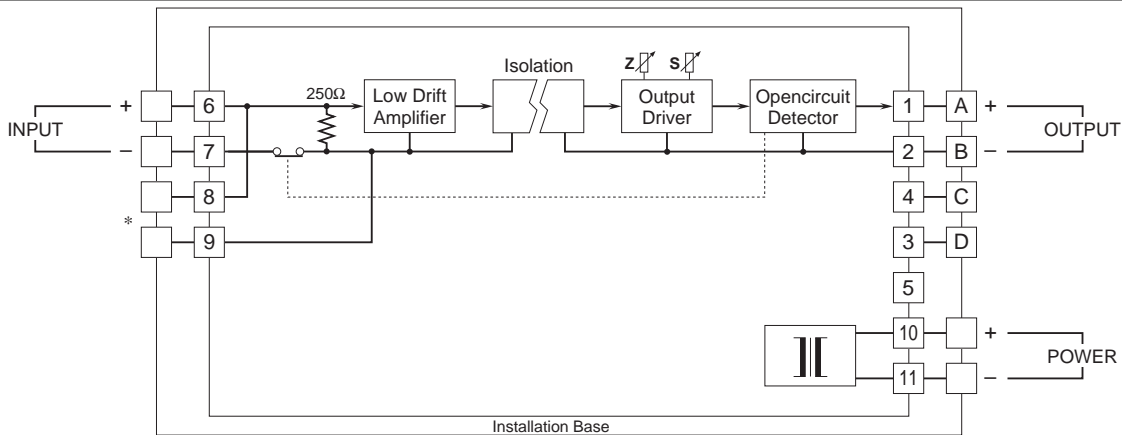 Isolation
Z S
250Ω
Low Drift
Amplifier
Output
Driver
Opencircuit
Detector
+ 6 1 A +
INPUT OUTPUT
– 7 2 B –
8 4 C
*
9 3 D
5
10 +
POWER
11 –
Installation Base